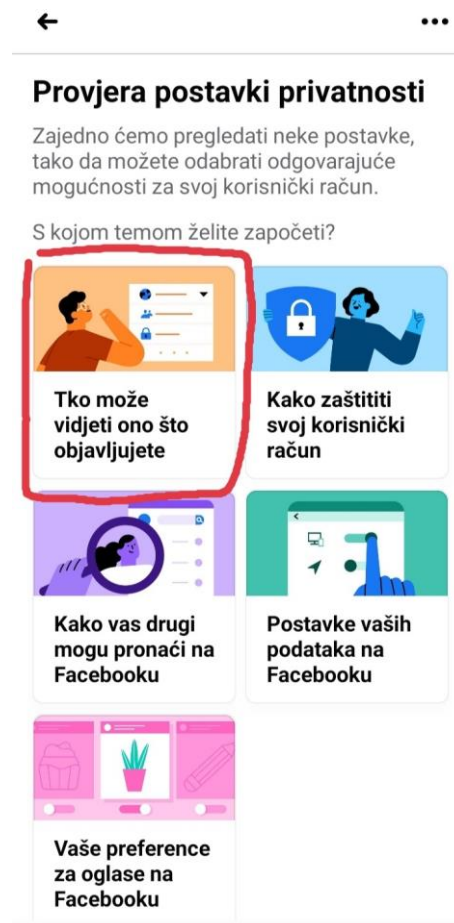 Provjera postavki privatnosti
Zajedno ćemo pregledati neke postavke,
tako da možete odabrati odgovarajuće
mogućnosti za svoj korisnički račun.
S kojom temom želite započeti?
Tko može
vidjeti ono što
objavljujete
Kako zaštititi
svoj korisnički
račun
Kako vas drugi
mogu pronaći na
Facebooku
Postavke vaših
podataka na
Facebooku
Vaše preference
za oglase na
Facebooku